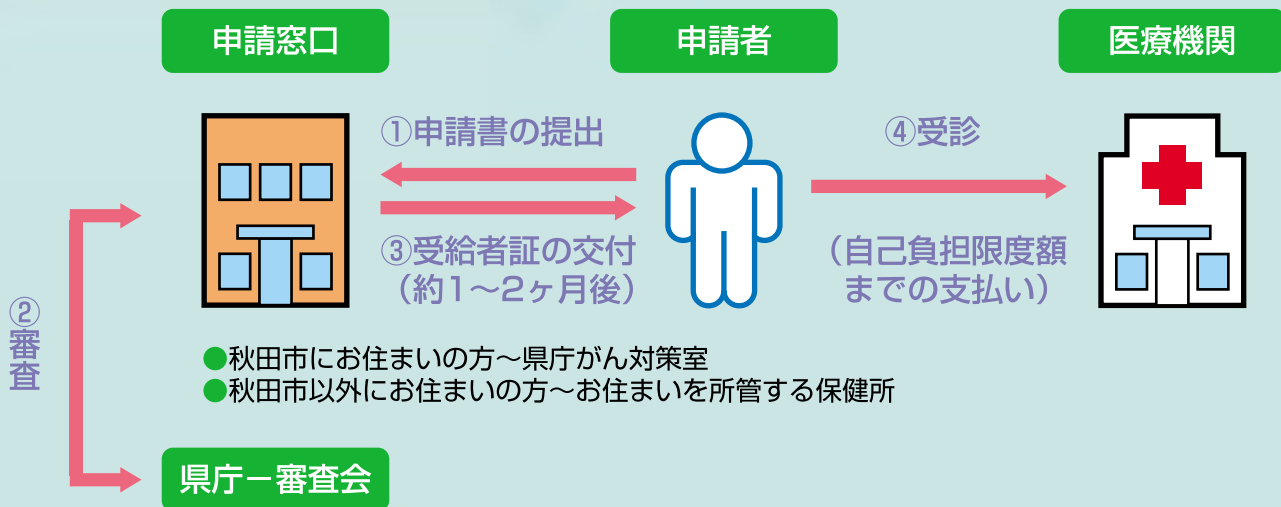 申請窓口
申請者
医療機関
①申請書の提出
③受給者証の交付
(約1〜2ヶ月後)
④受診
(自己負担限度額
までの支払い)
②審査
●秋田市にお住まいの方〜県庁がん対策室
●秋田市以外にお住まいの方〜お住まいを所管する保健所
県庁−審査会